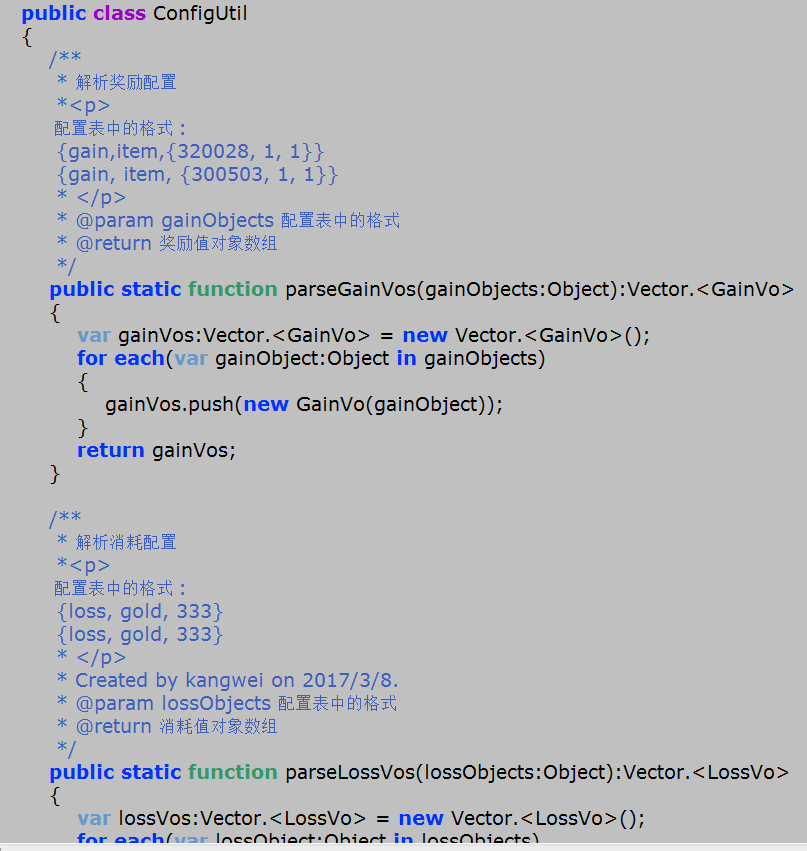 public class ConfigUtil
{
/**
* 解析奖励配置
*<p>
配置表中的格式：
{gain,item,{320028, 1, 1}}
{gain, item, {300503, 1, 1}}
* </p>
* @param gainObjects 配置表中的格式
* @return 奖励值对象数组
*/
public static function parseGainVos(gainObjects:Object):Vector.<GainVo>
{
var gainVos:Vector.<GainVo> = new Vector.<GainVo>();
for each(var gainObject:Object in gainObjects)
{
gainVos.push(new GainVo(gainObject));
}
return gainVos;
}
/**
* 解析消耗配置
*<p>
配置表中的格式：
{loss, gold, 333}
{loss, gold, 333}
* </p>
* Created by kangwei on 2017/3/8.
* @param lossObjects 配置表中的格式
* @return 消耗值对象数组
*/
public static function parseLossVos(lossObjects:Object):Vector.<LossVo>
{
var lossVos:Vector.<LossVo> = new Vector.<LossVo>();
for each(var lossObject:Object in lossObjects)